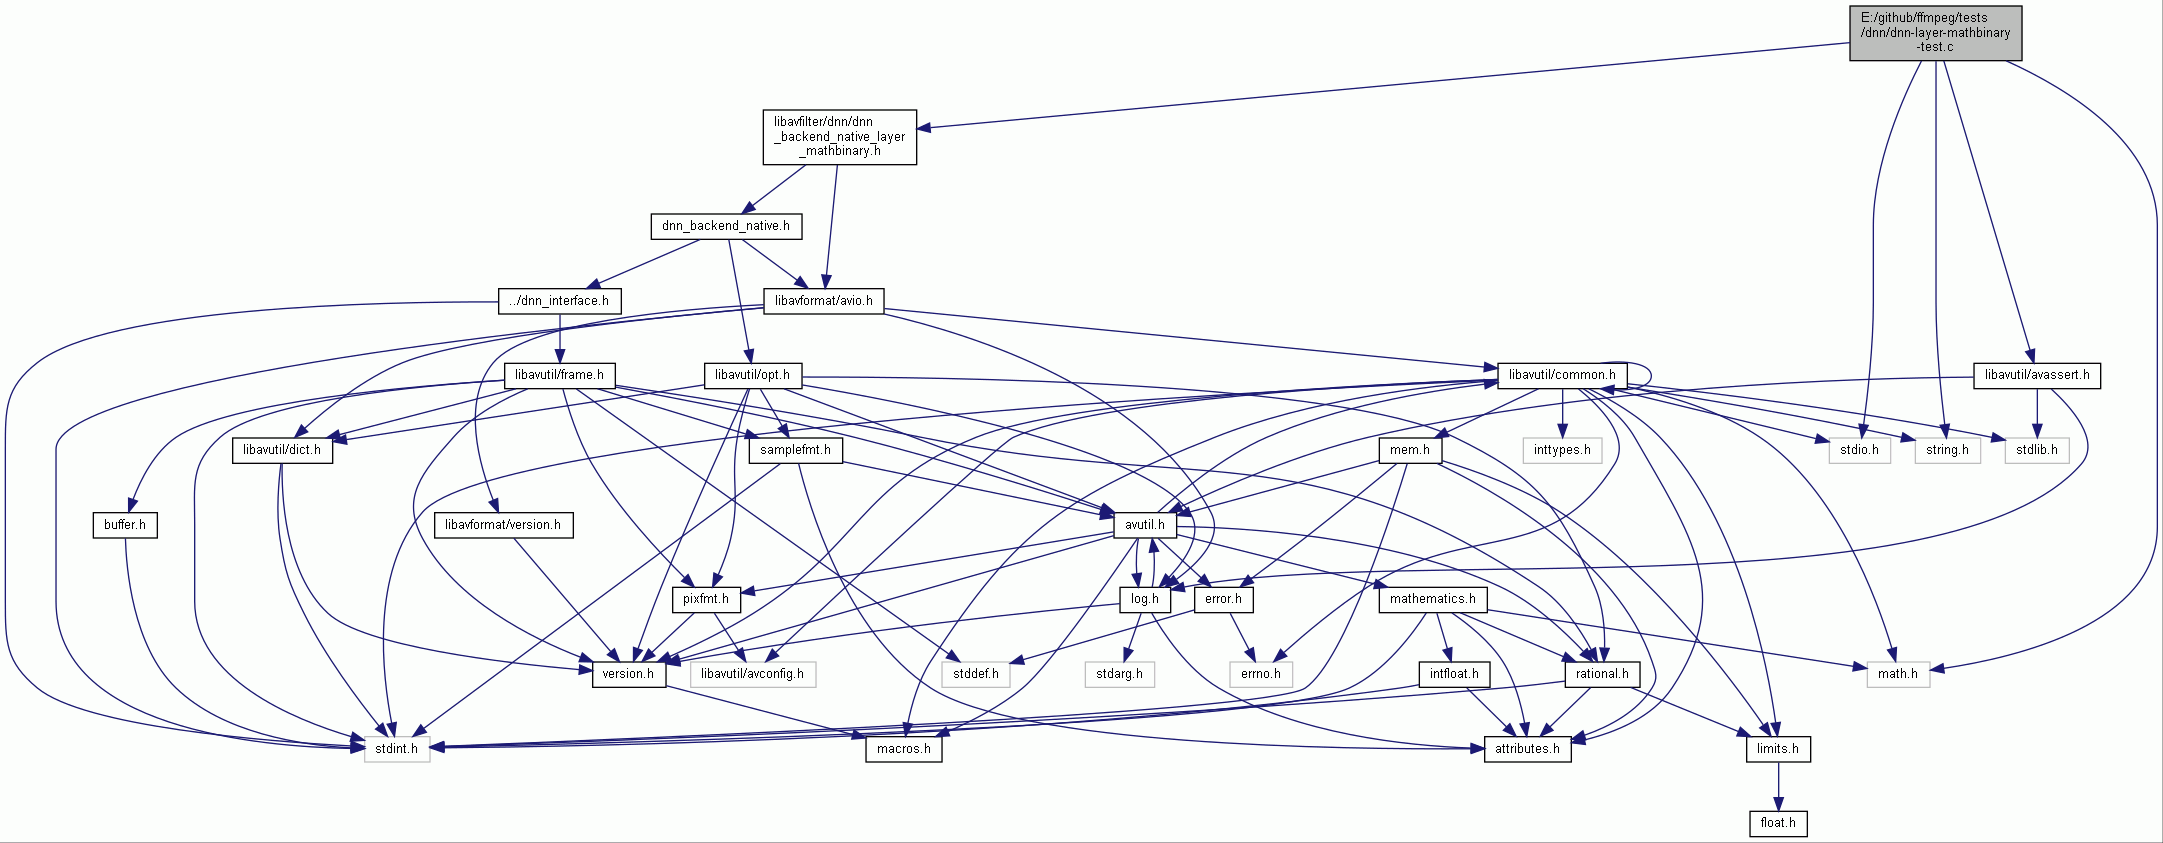 E:/github/ffmpeg/tests
/dnn/dnn-layer-mathbinary
-test.c
libavfilter/dnn/dnn
_backend_native_layer
_mathbinary.h
dnn_backend_native.h
../dnn_interface.h
libavformat/avio.h
libavutil/frame.h
libavutil/opt.h
libavutil/common.h
libavutil/avassert.h
libavutil/dict.h
samplefmt.h
mem.h
inttypes.h
stdio.h
string.h
stdlib.h
buffer.h
libavformat/version.h
avutil.h
pixfmt.h
log.h
error.h
mathematics.h
version.h
libavutil/avconfig.h
stddef.h
stdarg.h
errno.h
intfloat.h
rational.h
math.h
stdint.h
macros.h
attributes.h
limits.h
float.h